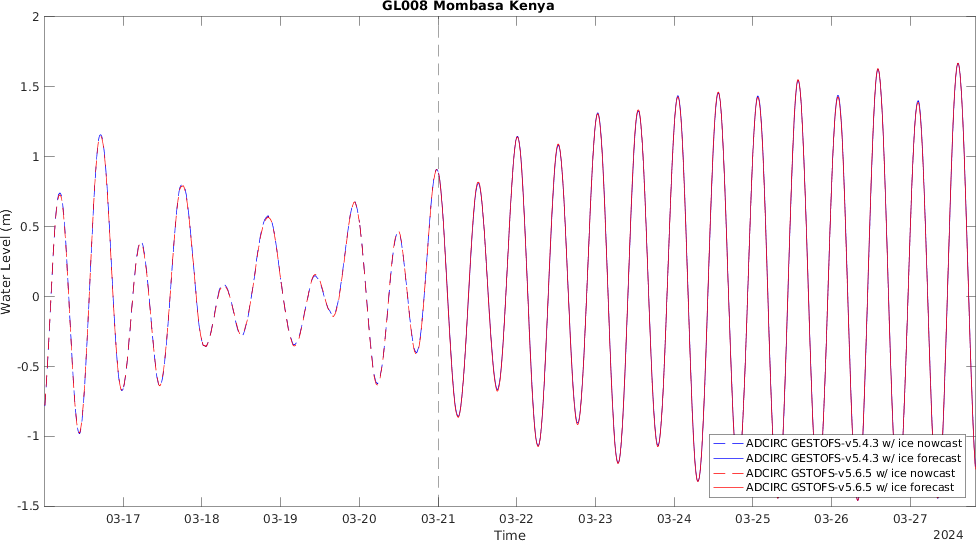 GL008 Mombasa Kenya
2
1.5
1
0.5
0
-0.5
-1
-1.5
Water Level (m)
ADCIRC GESTOFS-v5.4.3 w/ ice nowcast
ADCIRC GESTOFS-v5.4.3 w/ ice forecast
ADCIRC GSTOFS-v5.6.5 w/ ice nowcast
ADCIRC GSTOFS-v5.6.5 w/ ice forecast
03-17 03-18 03-19 03-20 03-21 03-22 03-23 03-24 03-25 03-26 03-27
Time
2024